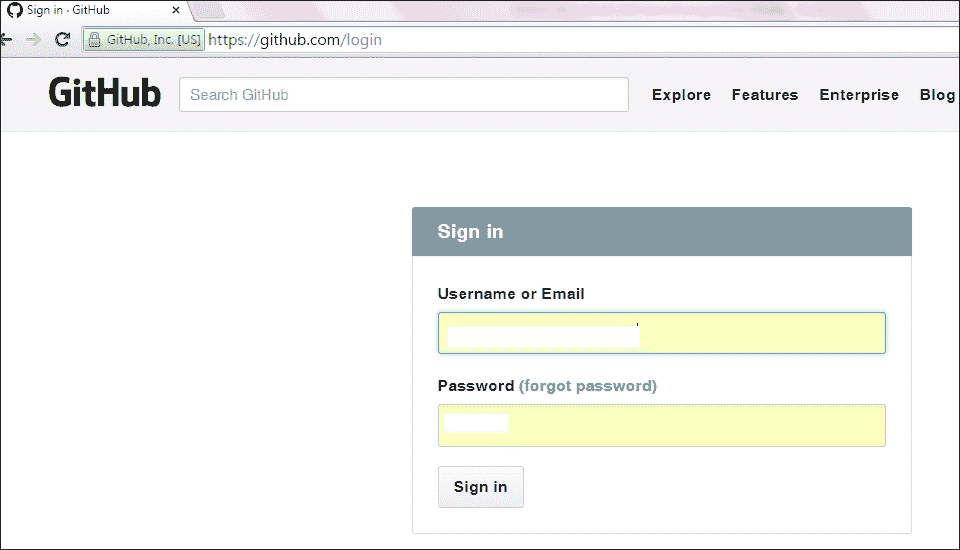 Sign in · GitHub
GitHub, Inc. [US] https://github.com/login
GitHub Search GitHub Explore Features Enterprise Blog
Sign in
Username or Email
Password (forgot password)
Sign in